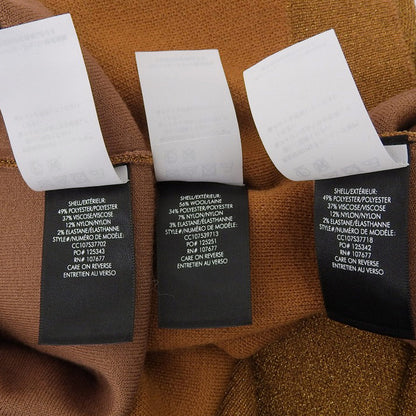 SHELL/EXTÉRIEUR:
49% POLYESTER/POLYESTER
37% VISCOSE/VISCOSE
12% NYLON/NYLON
2% ELASTANE/ÉLASTHANNE
STYLE#/NUMÉRO DE MODÈLE:
CC107537702
PO# 125343
RN# 107677
CARE ON REVERSE
ENTRETIEN AU VERSO
SHELL/EXTÉRIEUR:
56% WOOL/LAINE
34% POLYESTER/POLYESTER
7% NYLON/NYLON
3% ELASTANE/ÉLASTHANNE
STYLE#/NUMÉRO DE MODÈLE:
CC107539713
PO# 125251
RN# 107677
CARE ON REVERSE
ENTRETIEN AU VERSO
SHELL/EXTÉRIEUR:
49% POLYESTER/POLYESTER
37% VISCOSE/VISCOSE
12% NYLON/NYLON
2% ELASTANE/ÉLASTHANNE
STYLE#/NUMÉRO DE MODÈLE:
CC107537718
PO# 125342
RN# 107677
CARE ON REVERSE
ENTRETIEN AU VERSO